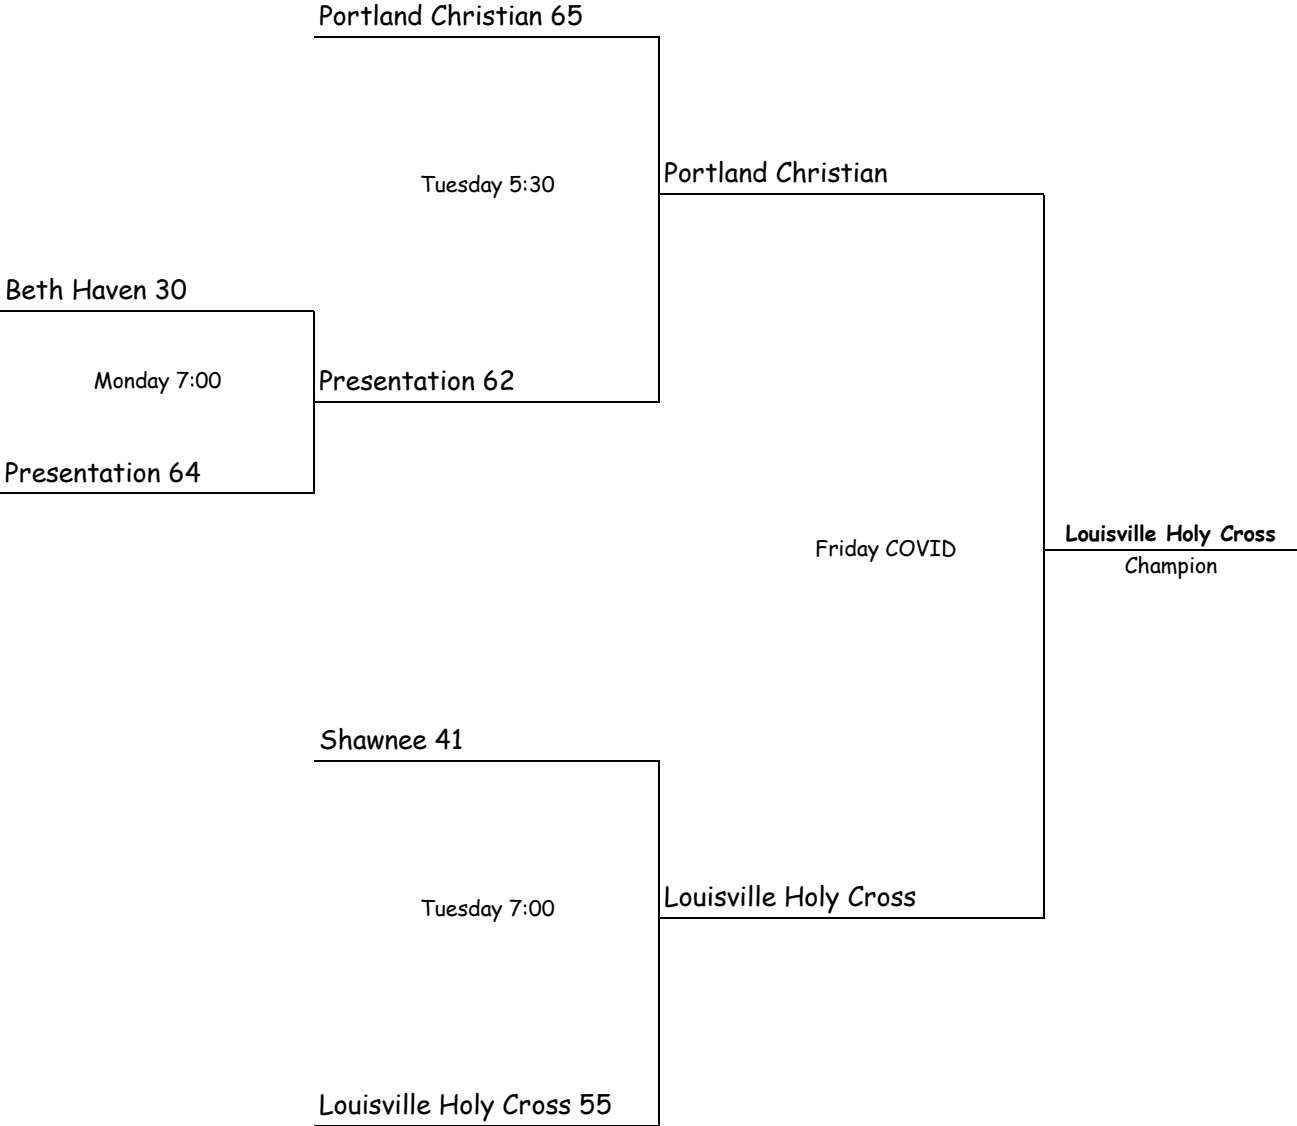 Portland Christian 65
Tuesday 5:30
Portland Christian
Beth Haven 30
Monday 7:00
Presentation 62
Presentation 64
Louisville Holy Cross
Friday COVID
Champion
Shawnee 41
Louisville Holy Cross
Tuesday 7:00
Louisville Holy Cross 55